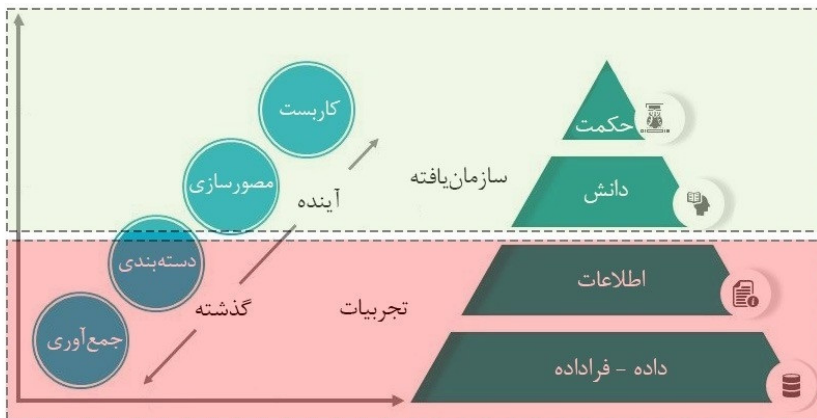 حکمت
دانش
اطلاعات
داده - فراداده
سازمان‌یافته
تجربیات
آینده
گذشته
کاربست
مصورسازی
دسته‌بندی
جمع‌آوری